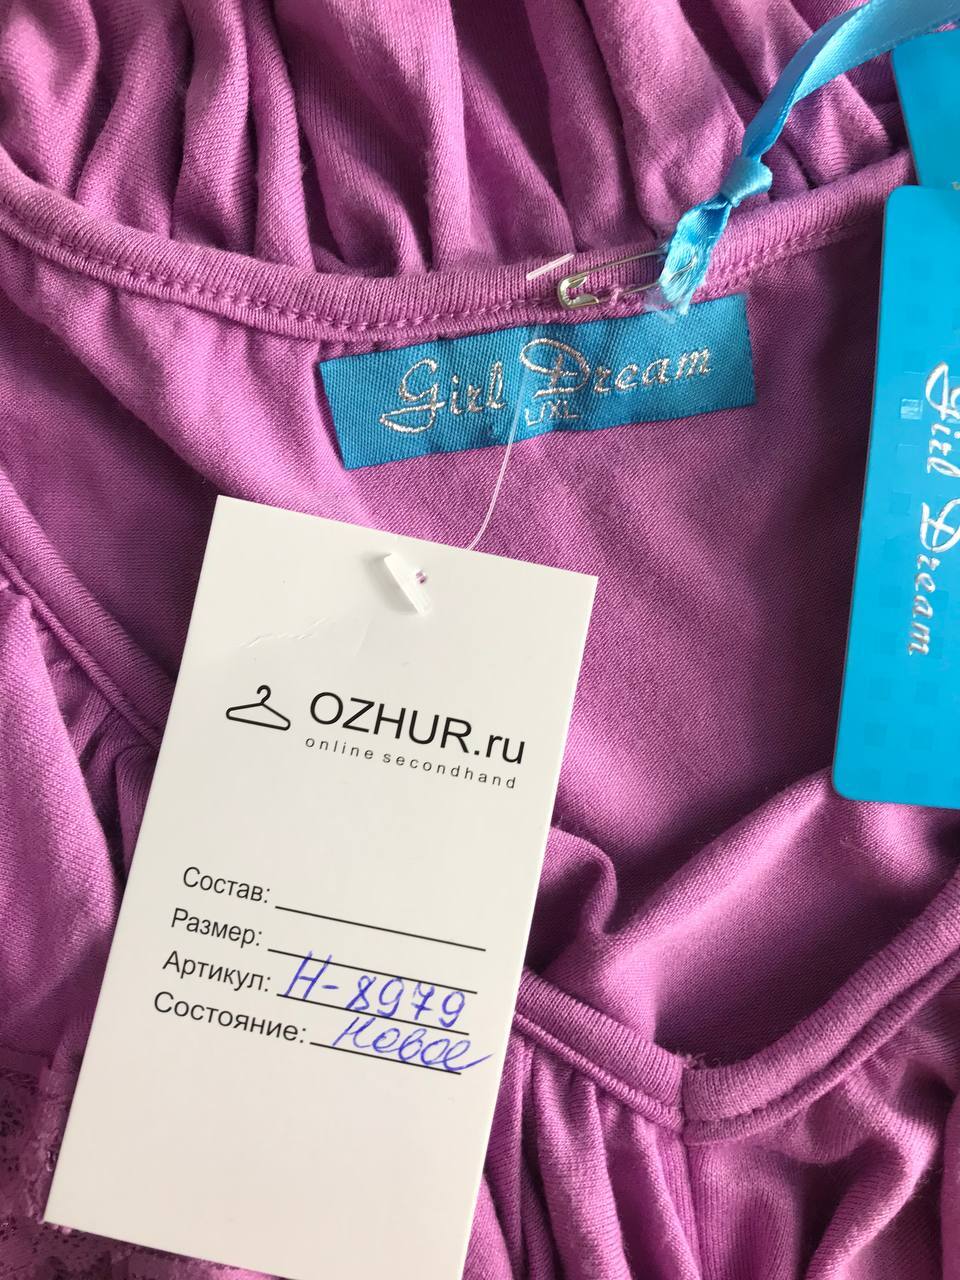 Girl Dream
L/XL
Girl Dream
OZHUR.ru
online secondhand
Состав:
Размер:
Артикул: Н-8979
Состояние: Новое